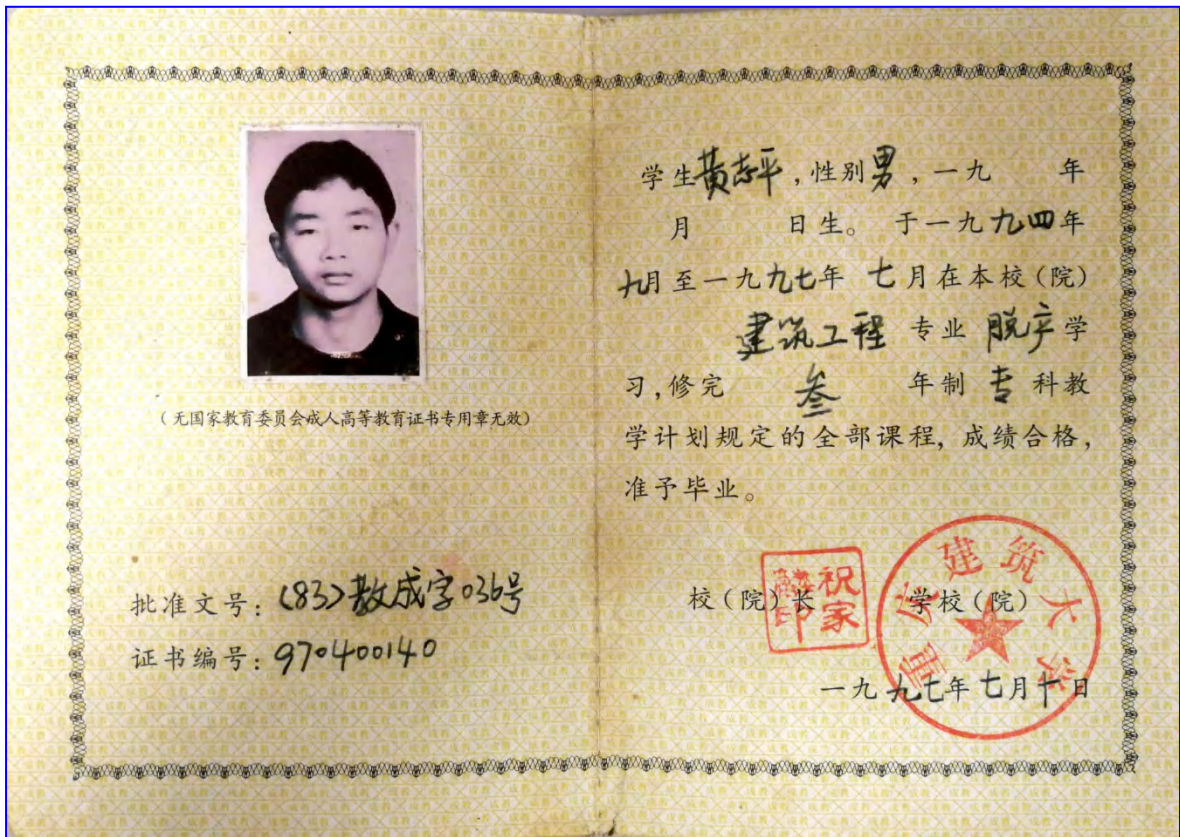 （无国家教育委员会成人高等教育证书专用章无效）
批准文号：(83)教成字036号
证书编号：970400140
学生黄志平，性别男，一九 年
月 日生。于一九九四年
九月至一九九七年 七月在本校（院）
建筑工程 专业 脱产学
习，修完 叁 年制 专科教
学计划规定的全部课程，成绩合格，
准予毕业。
校（院）长
祝家麟印
学校（院）
重庆建筑大学
一九九七年七月十日